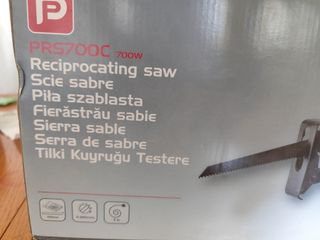 P
PRS700C 700W
Reciprocating saw
Scie sabre
Piła szablasta
Fierăstrău sabie
Sierra sable
Serra de sabre
Tilki Kuyruğu Testere